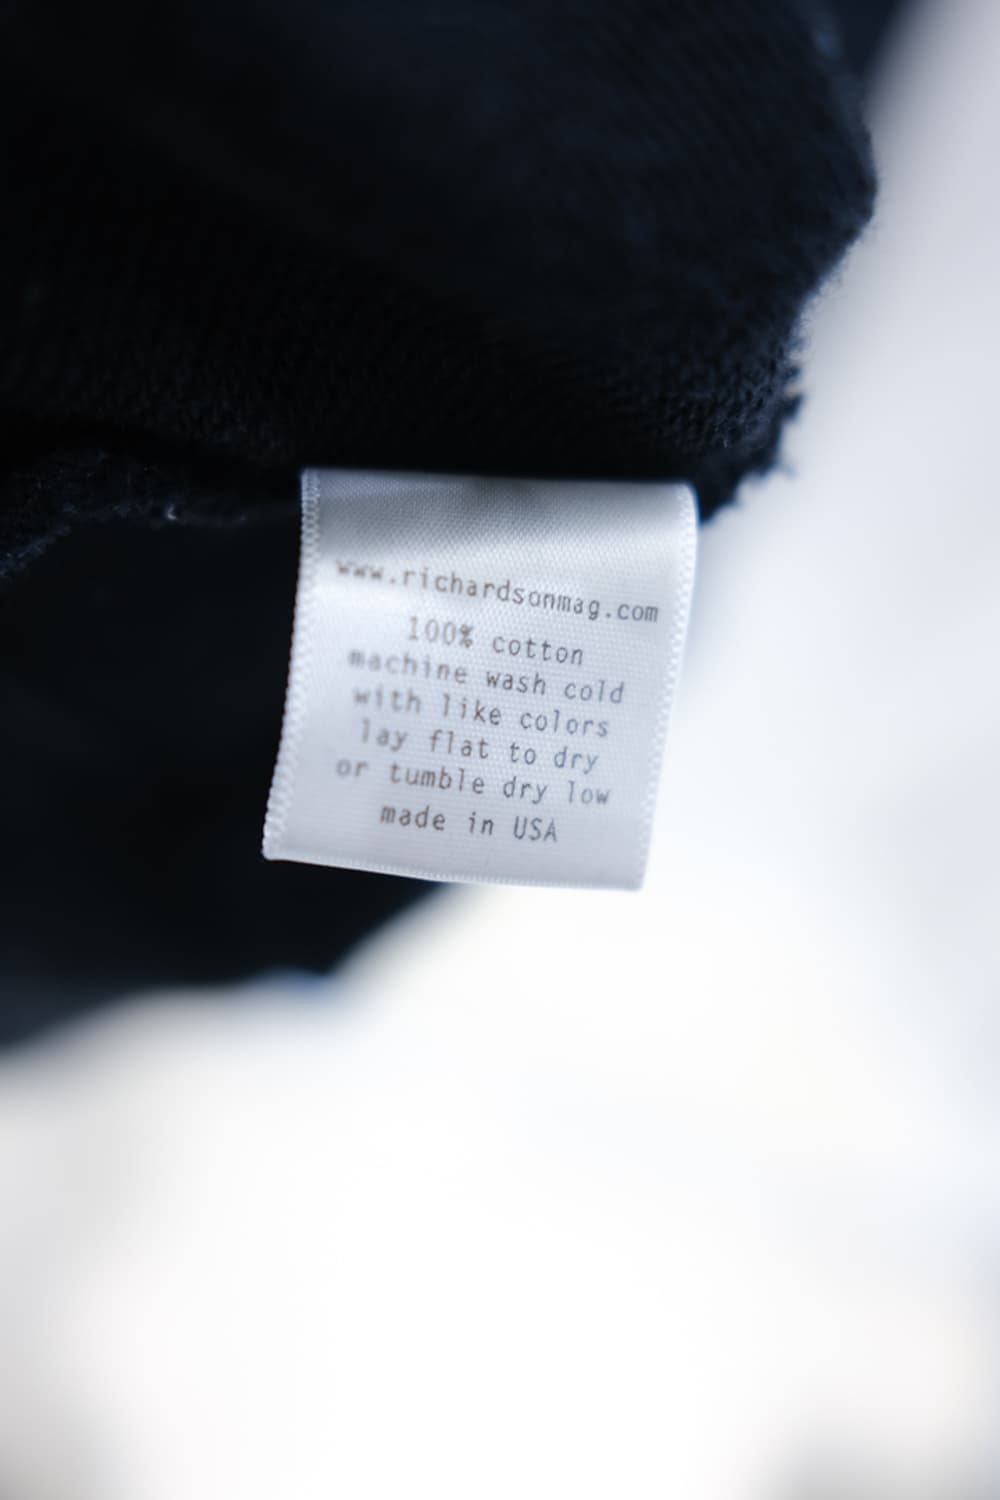 www.richardsonmag.com
100% cotton
machine wash cold
with like colors
lay flat to dry
or tumble dry low
made in USA